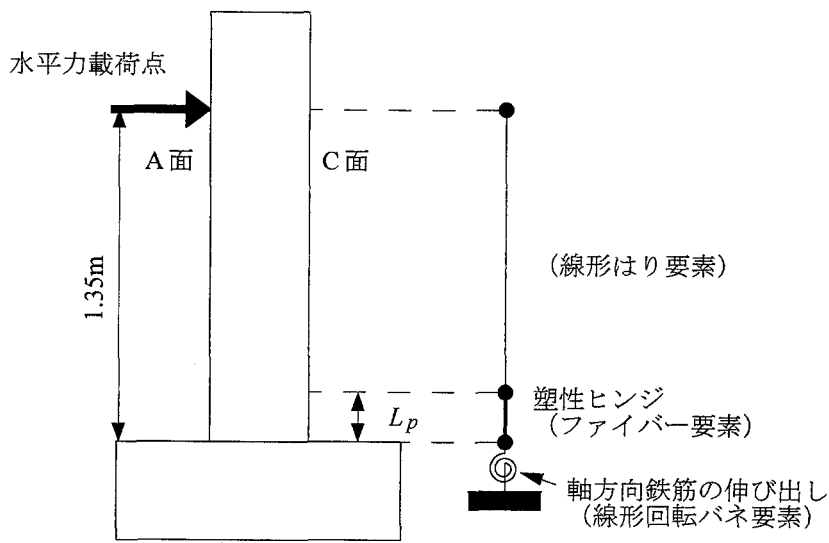 水平力載荷点
A面
C面
1.35m
(線形はり要素)
Lp
塑性ヒンジ
(ファイバー要素)
軸方向鉄筋の伸び出し
(線形回転バネ要素)